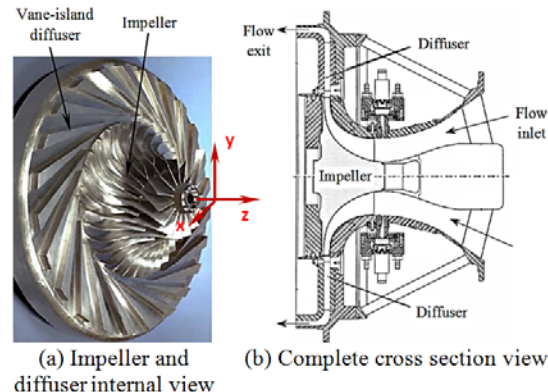 Vane-island
diffuser
Impeller
y
z
x
(a) Impeller and
diffuser internal view
Flow
exit
Diffuser
Flow
inlet
Impeller
Diffuser
(b) Complete cross section view